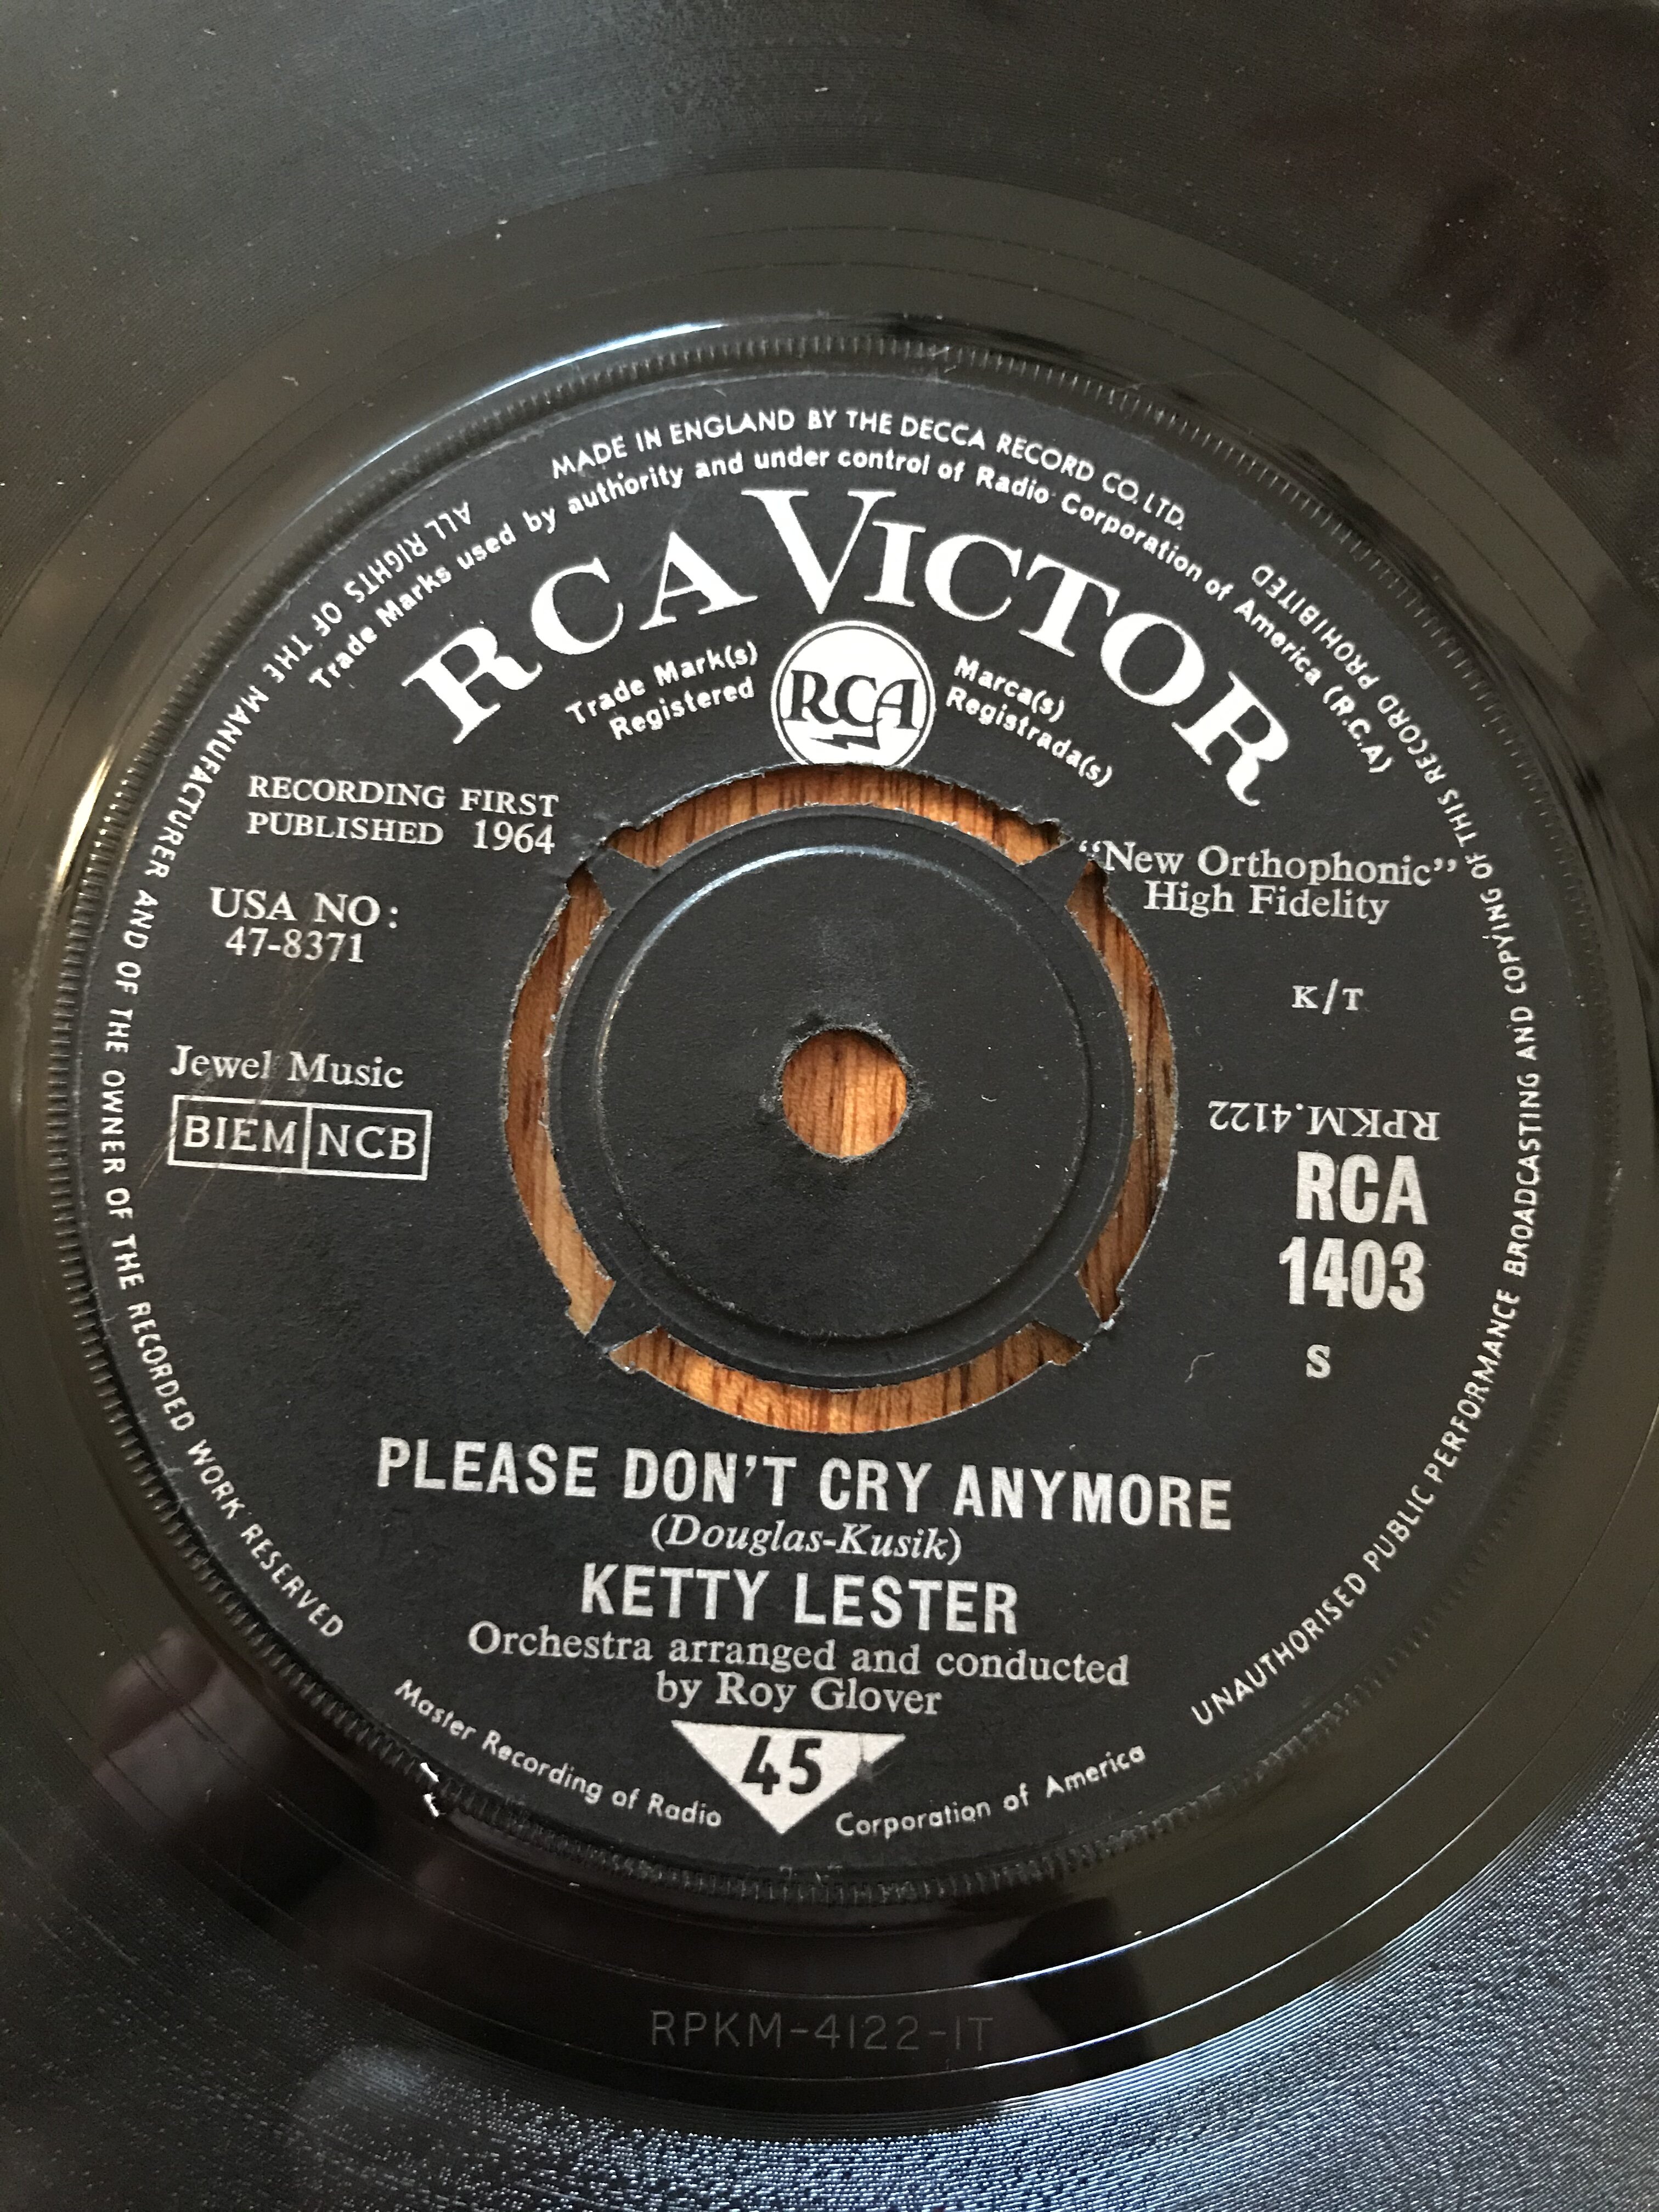 MADE IN ENGLAND BY THE DECCA RECORD CO. LTD.
ALL RIGHTS OF THE MANUFACTURER AND OF THE OWNER OF THE RECORDED WORK RESERVED
UNAUTHORISED PUBLIC PERFORMANCE BROADCASTING AND COPYING OF THIS RECORD PROHIBITED
Trade Marks used by authority and under control of Radio Corporation of America (R.C.A)
RCA VICTOR
Trade Mark(s)
Registered
RCA
Marca(s)
Registrada(s)
RECORDING FIRST
PUBLISHED 1964
"New Orthophonic"
High Fidelity
USA NO:
47-8371
K/T
Jewel Music
BIEM NCB
RPKM.4122
RCA
1403
S
PLEASE DON'T CRY ANYMORE
(Douglas-Kusik)
KETTY LESTER
Orchestra arranged and conducted
by Roy Glover
45
Master Recording of Radio Corporation of America
RPKM-4122-1T